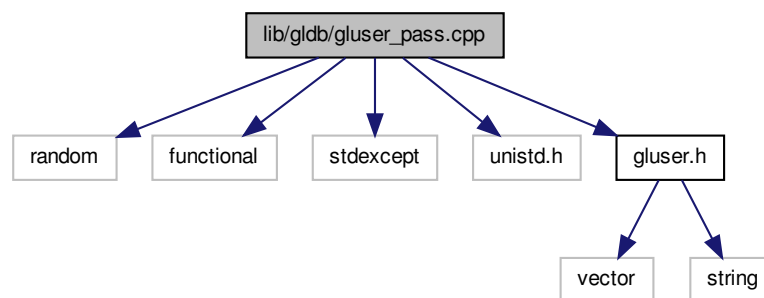 lib/gldb/gluser_pass.cpp
random
functional
stdexcept
unistd.h
gluser.h
vector
string